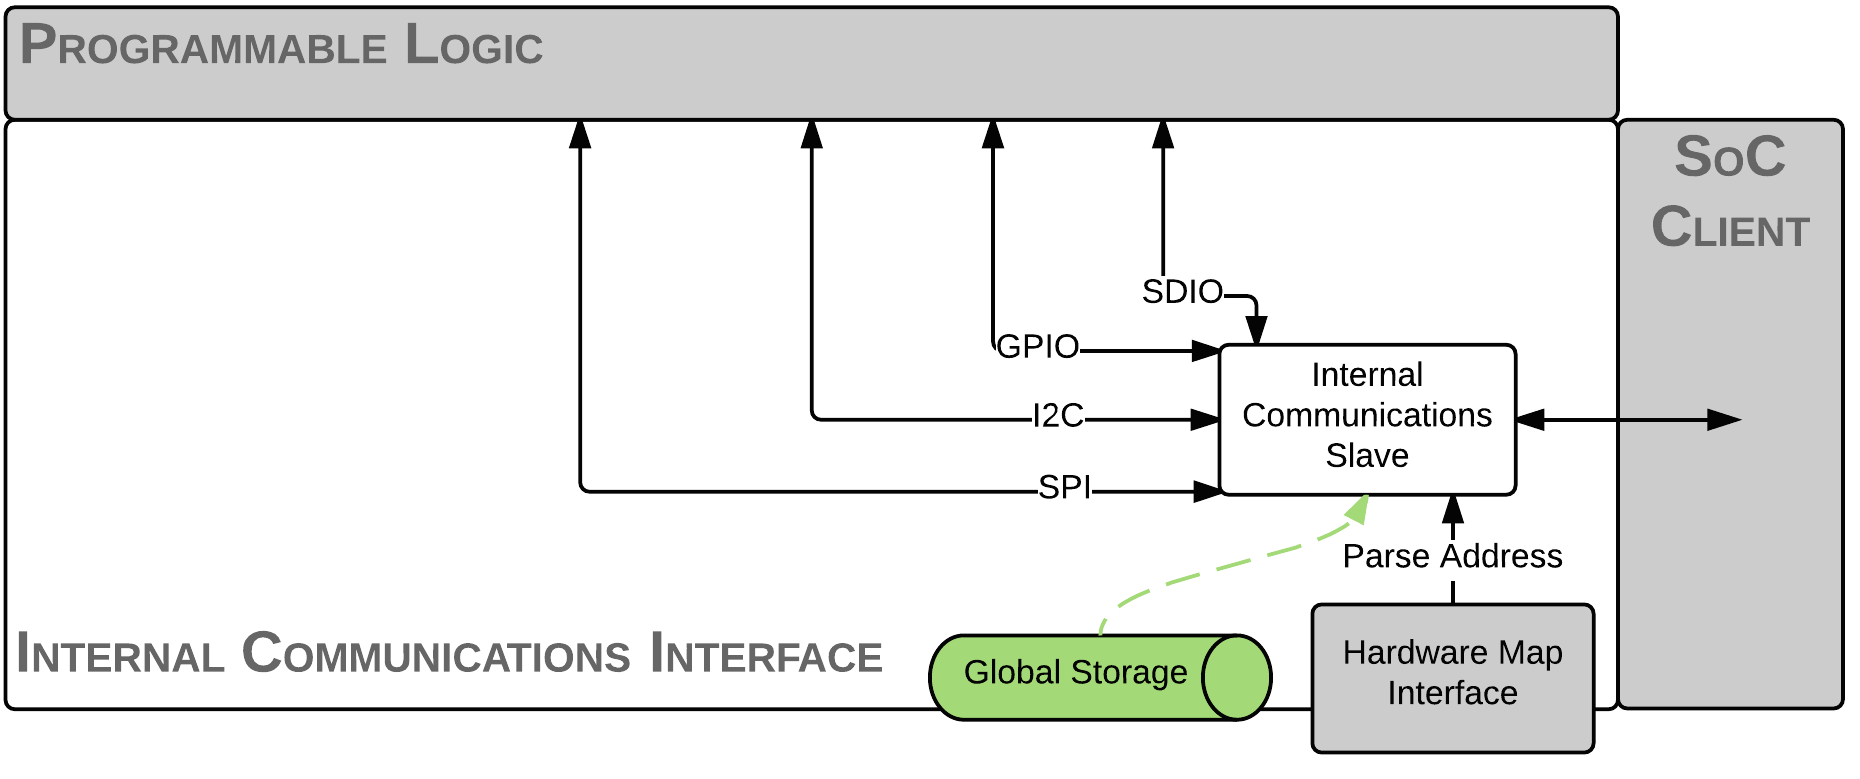 Programmable Logic
SoC
Client
SDIO
GPIO
Internal
Communications
Slave
I2C
SPI
Parse Address
Internal Communications Interface
Global Storage
Hardware Map
Interface